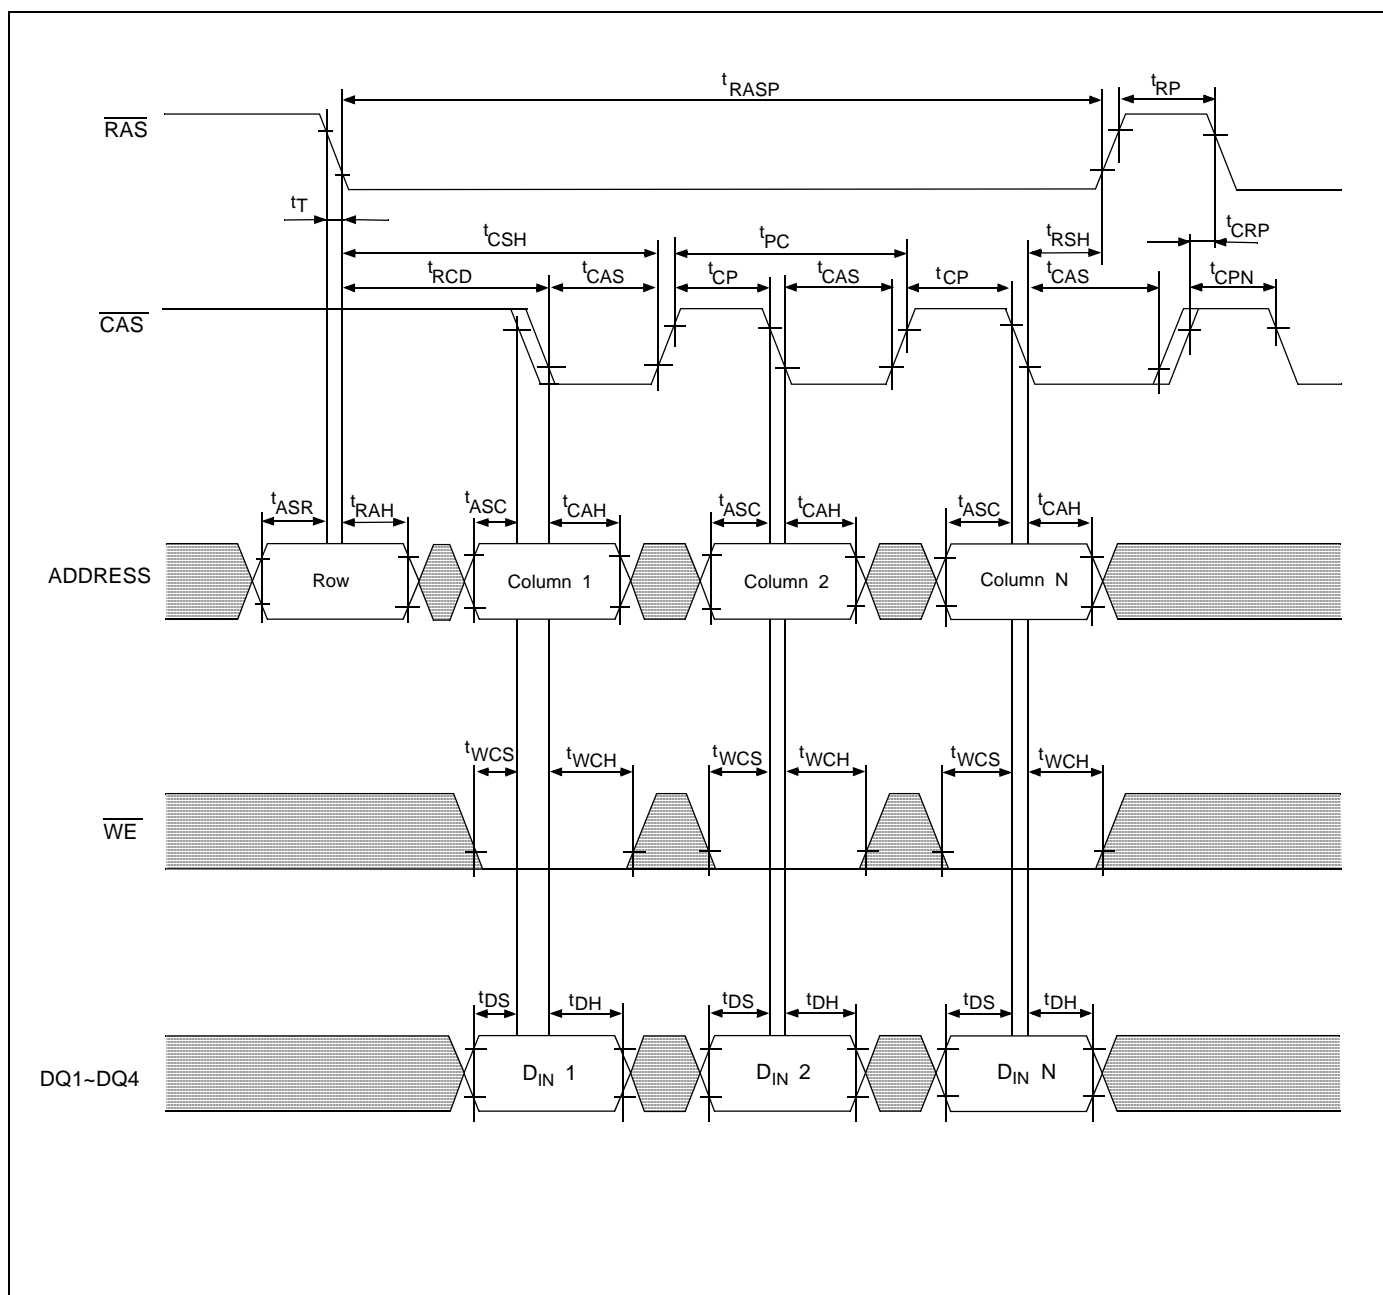 tRASP tRP
RAS
tT
tCSH tPC tRSH tCRP
tRCD tCAS tCP tCAS tCP tCAS tCPN
CAS
tASR tRAH tASC tCAH tASC tCAH tASC tCAH
ADDRESS Row Column 1 Column 2 Column N
tWCS tWCH tWCS tWCH tWCS tWCH
WE
tDS tDH tDS tDH tDS tDH
DQ1~DQ4 DIN 1 DIN 2 DIN N